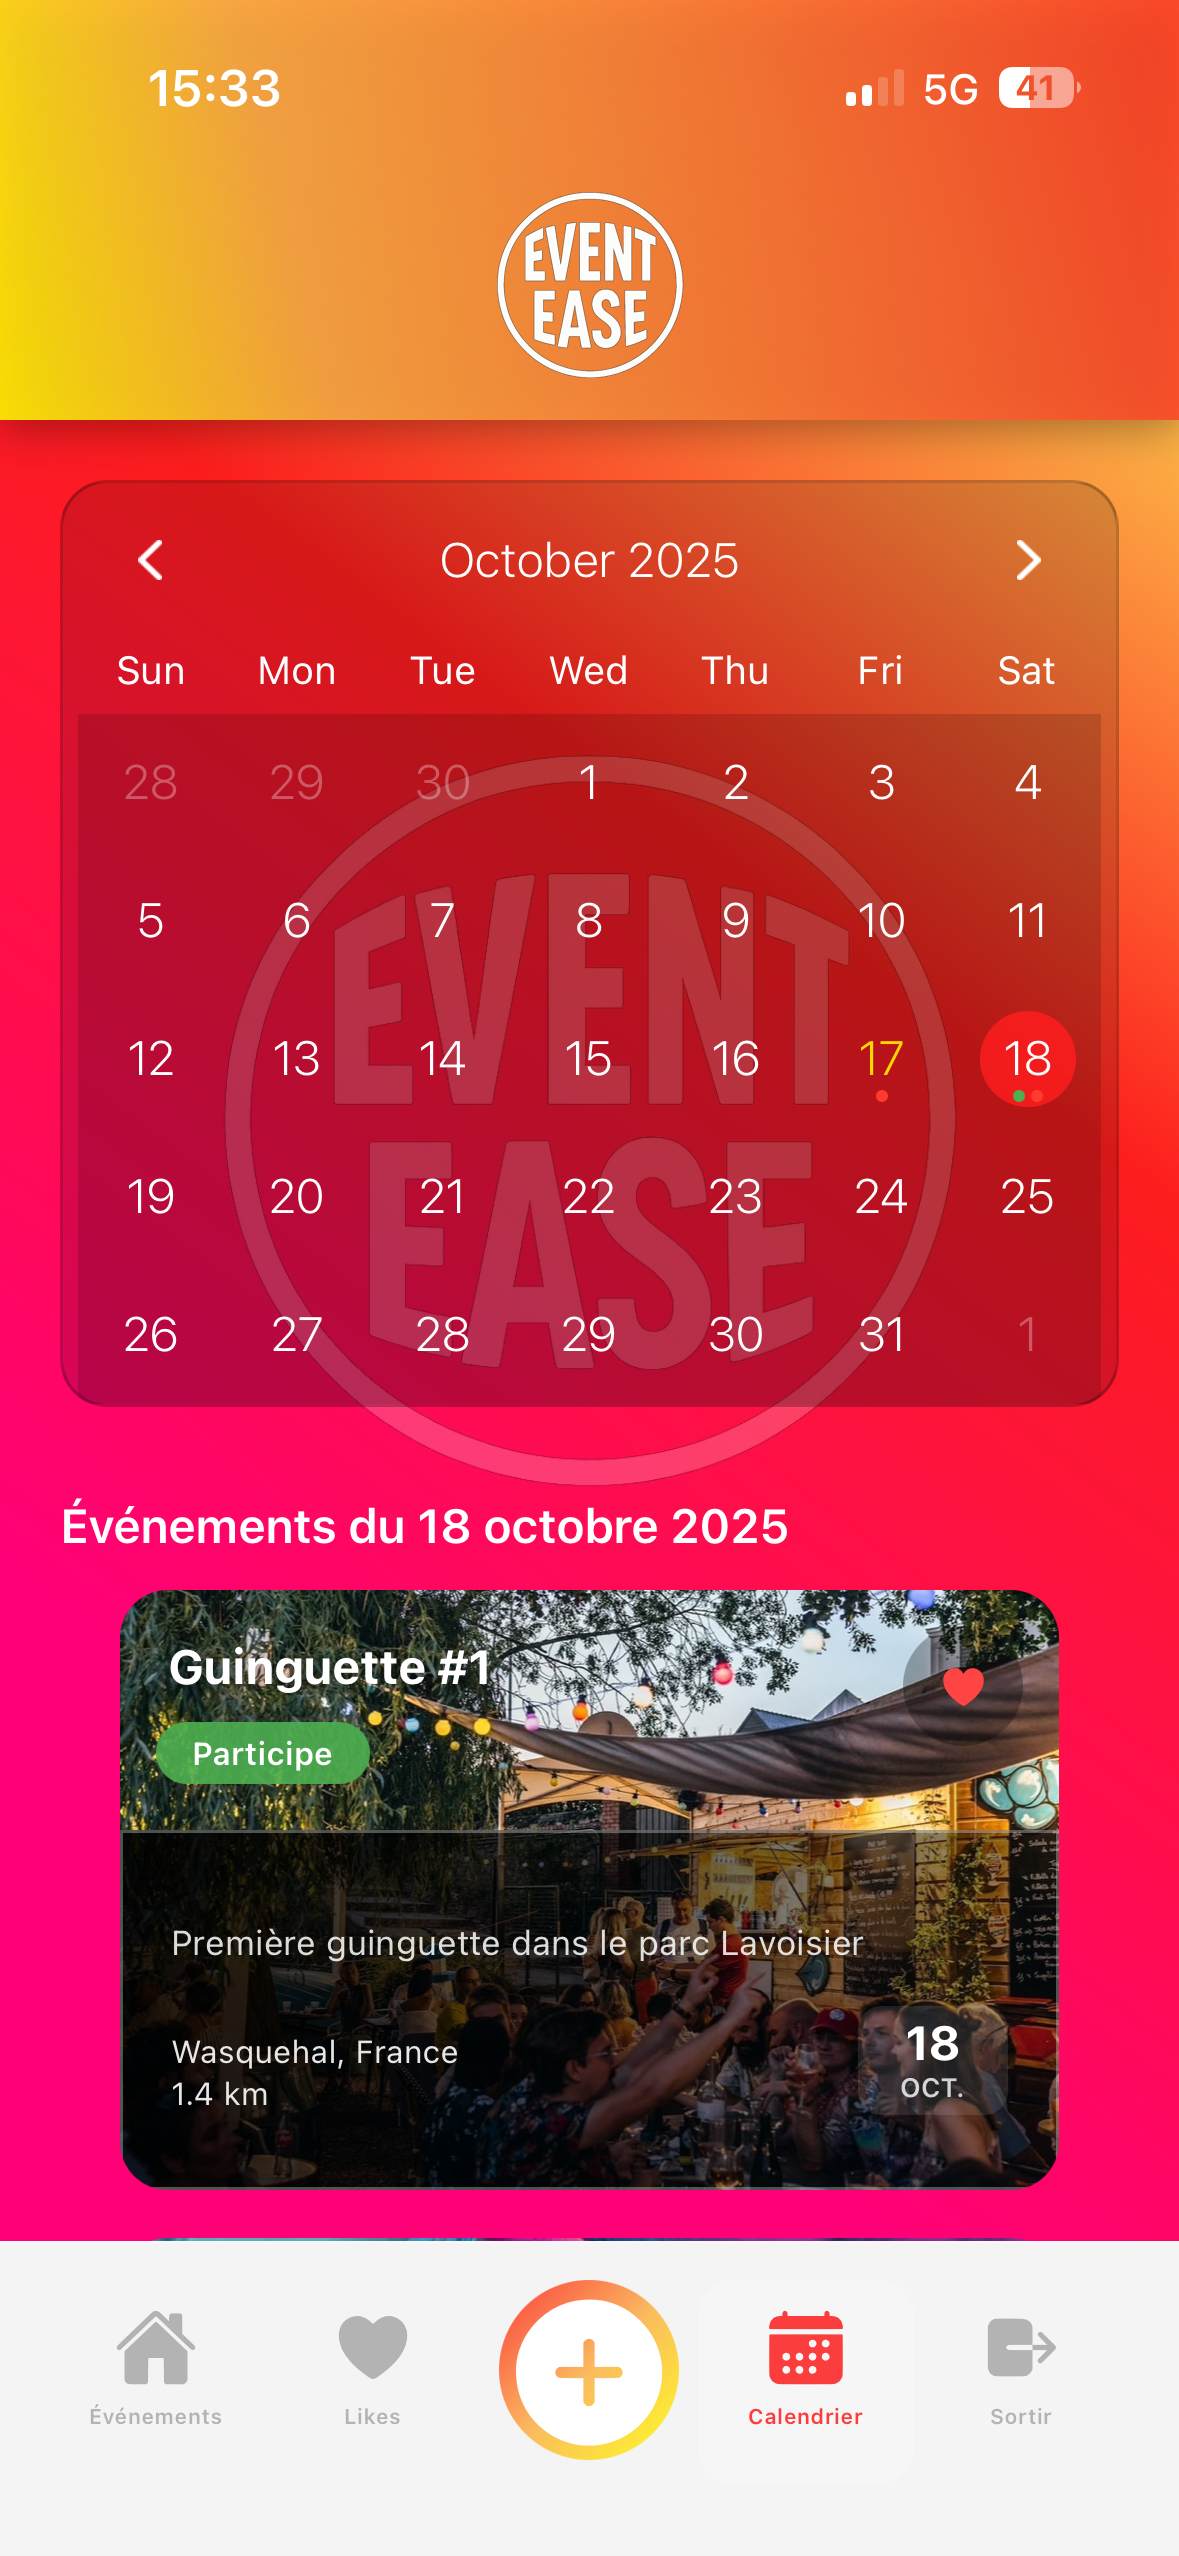 15:33
5G 41
EVENT
EASE
October 2025
Sun Mon Tue Wed Thu Fri Sat
28 29 30 1 2 3 4
5 6 7 8 9 10 11
12 13 14 15 16 17 18
19 20 21 22 23 24 25
26 27 28 29 30 31 1
EVENT
EASE
Événements du 18 octobre 2025
Guinguette #1
Participe
Première guinguette dans le parc Lavoisier
Wasquehal, France
1.4 km
18
OCT.
Événements Likes Calendrier Sortir